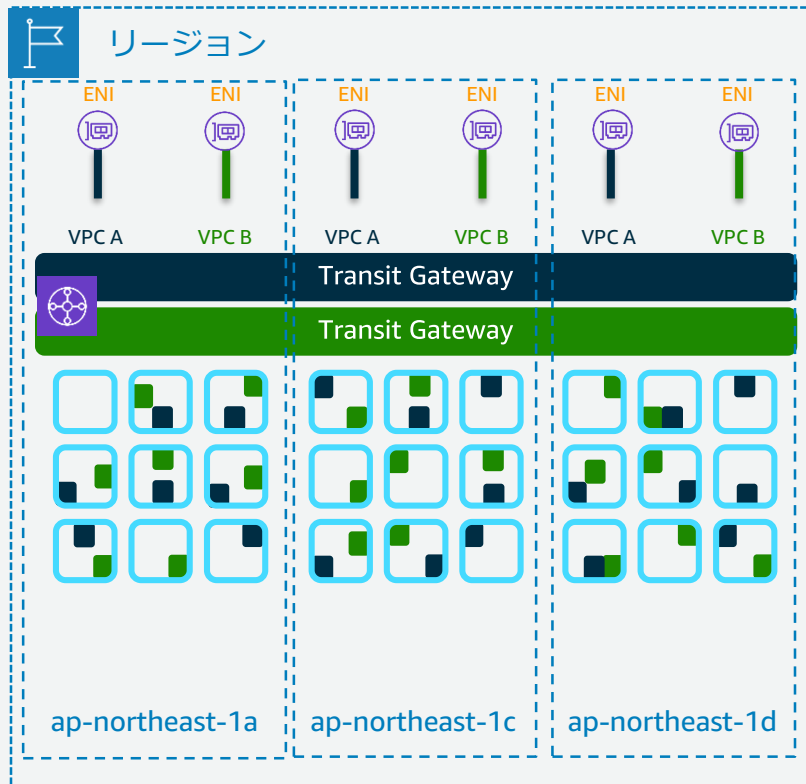 リージョン
ENI ENI ENI ENI ENI ENI
VPC A VPC B VPC A VPC B VPC A VPC B
Transit Gateway
Transit Gateway
ap-northeast-1a ap-northeast-1c ap-northeast-1d